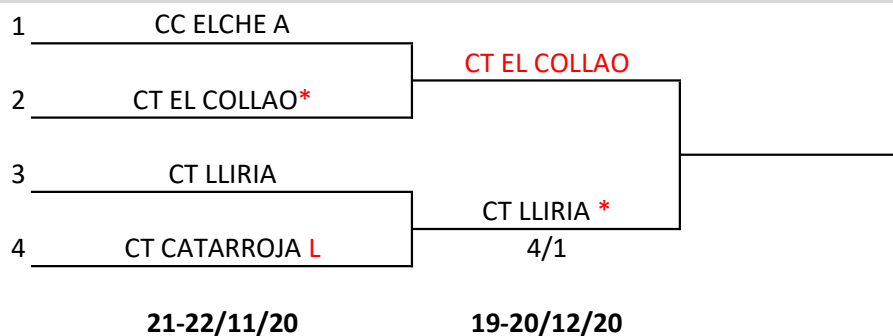 1 CC ELCHE A
CT EL COLLAO
2 CT EL COLLAO*
3 CT LLIRIA
CT LLIRIA *
4 CT CATARROJA L
4/1
21-22/11/20 19-20/12/20